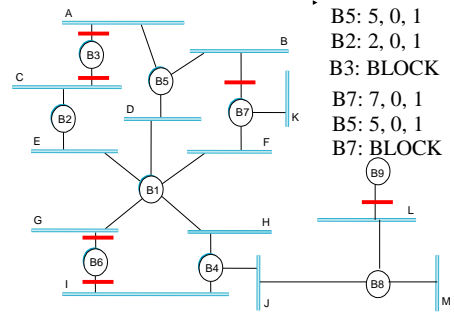 A
B5: 5, 0, 1
B2: 2, 0, 1
B3: BLOCK
B7: 7, 0, 1
B5: 5, 0, 1
B7: BLOCK
B
B3
C
B5
B7
D
K
B2
E
F
B9
B1
L
G
H
B6
B4
I
J
B8
M